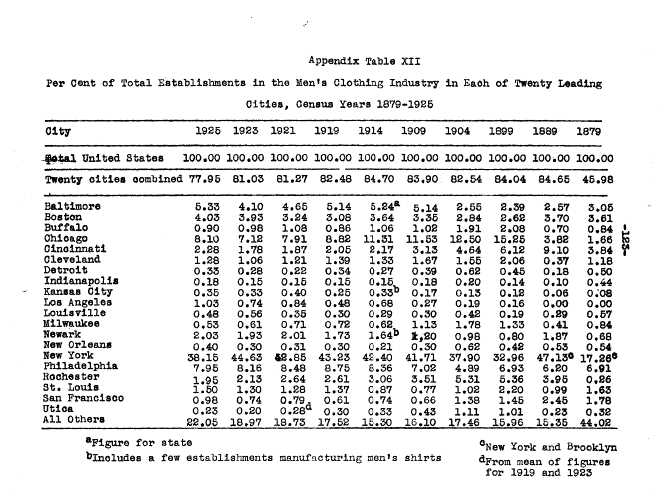 Appendix Table XII
Per Cent of Total Establishments in the Men's Clothing Industry in Each of Twenty Leading
Cities, Census Years 1879-1925
City 1925 1923 1921 1919 1914 1909 1904 1899 1889 1879
Total United States 100.00 100.00 100.00 100.00 100.00 100.00 100.00 100.00 100.00 100.00
Twenty cities combined 77.95 81.03 81.27 82.48 84.70 83.90 82.54 84.04 84.65 45.98
Baltimore 5.33 4.10 4.65 5.14 5.24a 5.14 2.55 2.39 2.57 3.05
Boston 4.03 3.93 3.24 3.08 3.64 3.35 2.84 2.62 3.70 3.61
Buffalo 0.90 0.98 1.08 0.86 1.06 1.02 1.91 2.08 0.70 0.84
Chicago 8.10 7.12 7.91 8.82 11.31 11.53 12.50 15.25 3.82 1.66
Cincinnati 2.28 1.78 1.87 2.05 2.17 3.13 4.64 6.12 9.10 3.84
Cleveland 1.28 1.06 1.21 1.39 1.33 1.67 1.55 2.06 0.37 1.18
Detroit 0.33 0.28 0.22 0.34 0.27 0.39 0.62 0.45 0.18 0.50
Indianapolis 0.18 0.15 0.15 0.15 0.15 0.18 0.20 0.14 0.10 0.44
Kansas City 0.35 0.33 0.40 0.25 0.33b 0.17 0.13 0.12 0.06 0.08
Los Angeles 1.03 0.74 0.84 0.48 0.68 0.27 0.19 0.16 0.00 0.00
Louisville 0.48 0.56 0.35 0.30 0.29 0.30 0.42 0.19 0.29 0.57
Milwaukee 0.53 0.61 0.71 0.72 0.62 1.13 1.78 1.33 0.41 0.84
Newark 2.03 1.93 2.01 1.73 1.64b 1.20 0.98 0.80 1.87 0.68
New Orleans 0.40 0.30 0.31 0.30 0.21 0.30 0.62 0.42 0.53 0.54
New York 38.15 44.63 42.85 43.23 42.40 41.71 37.90 32.96 47.13c 17.26c
Philadelphia 7.95 8.16 8.48 8.75 8.36 7.02 4.89 6.93 6.20 6.91
Rochester 1.95 2.13 2.64 2.61 3.06 3.51 5.31 5.36 3.95 0.26
St. Louis 1.50 1.30 1.28 1.37 0.87 0.77 1.02 2.20 0.99 1.63
San Francisco 0.98 0.74 0.79 0.61 0.74 0.66 1.38 1.45 2.45 1.78
Utica 0.23 0.20 0.28d 0.30 0.33 0.43 1.11 1.01 0.23 0.32
All Others 22.05 18.97 18.73 17.52 15.30 16.10 17.46 15.96 15.35 44.02
-123-
aFigure for state
bIncludes a few establishments manufacturing men's shirts
cNew York and Brooklyn
dFrom mean of figures
for 1919 and 1923